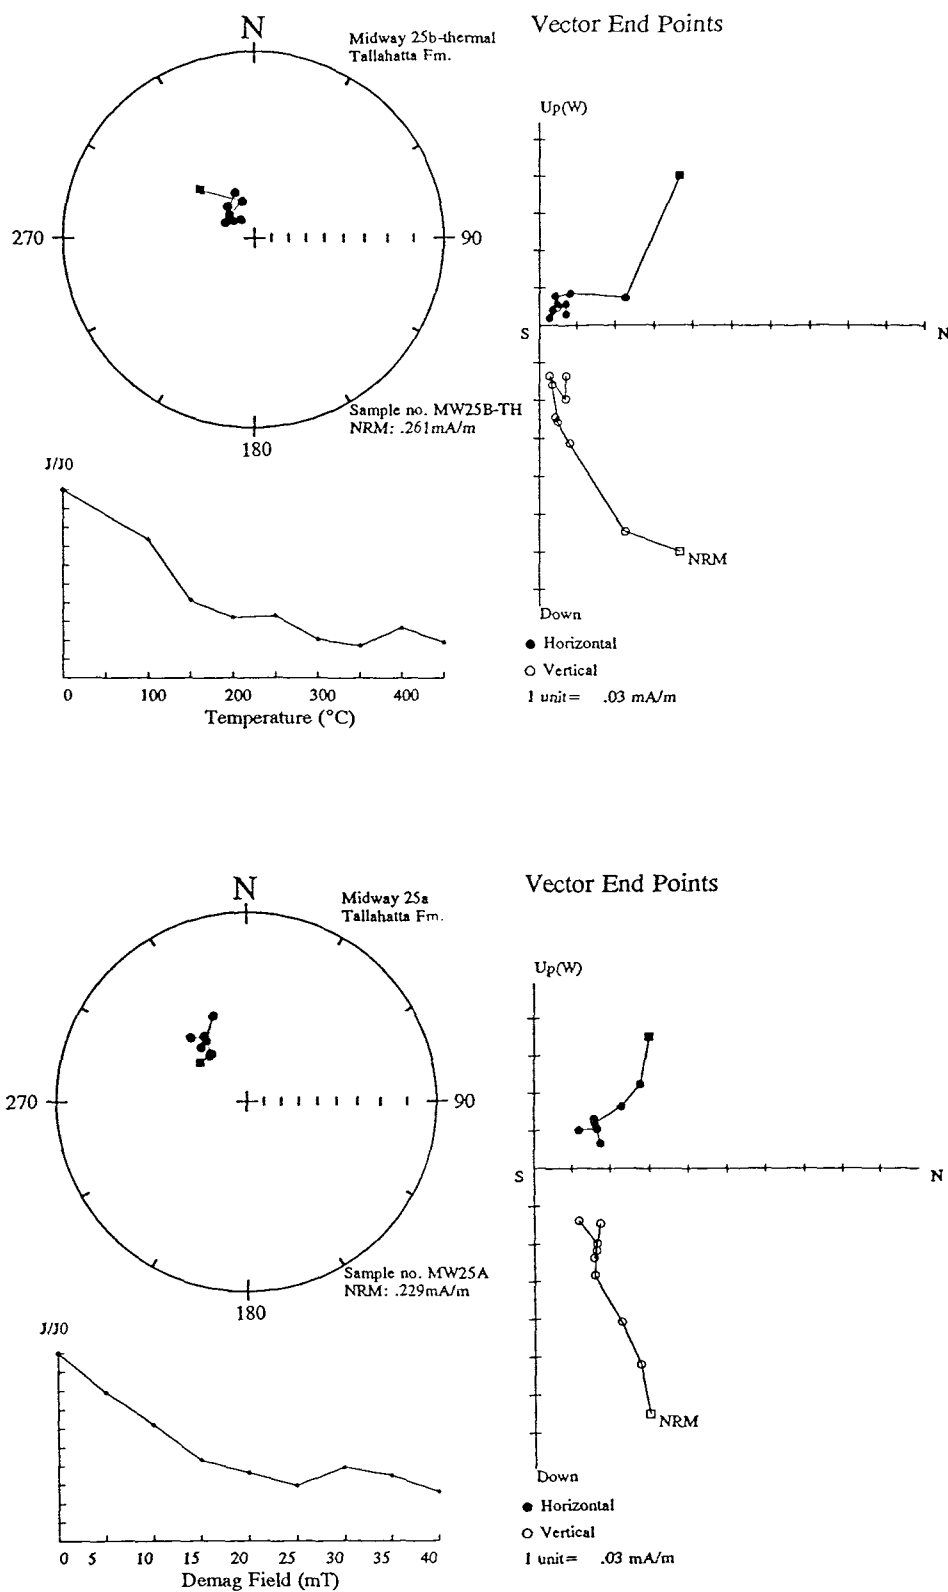 N
Midway 25b-thermal
Tallahatta Fm.
270
90
180
Sample no. MW25B-TH
NRM: .261mA/m
Vector End Points
Up(W)
S
N
NRM
Down
● Horizontal
○ Vertical
1 unit= .03 mA/m
J/J0
0 100 200 300 400
Temperature (°C)
N
Midway 25a
Tallahatta Fm.
270
90
180
Sample no. MW25A
NRM: .229mA/m
Vector End Points
Up(W)
S
N
NRM
Down
● Horizontal
○ Vertical
1 unit= .03 mA/m
J/J0
0 5 10 15 20 25 30 35 40
Demag Field (mT)